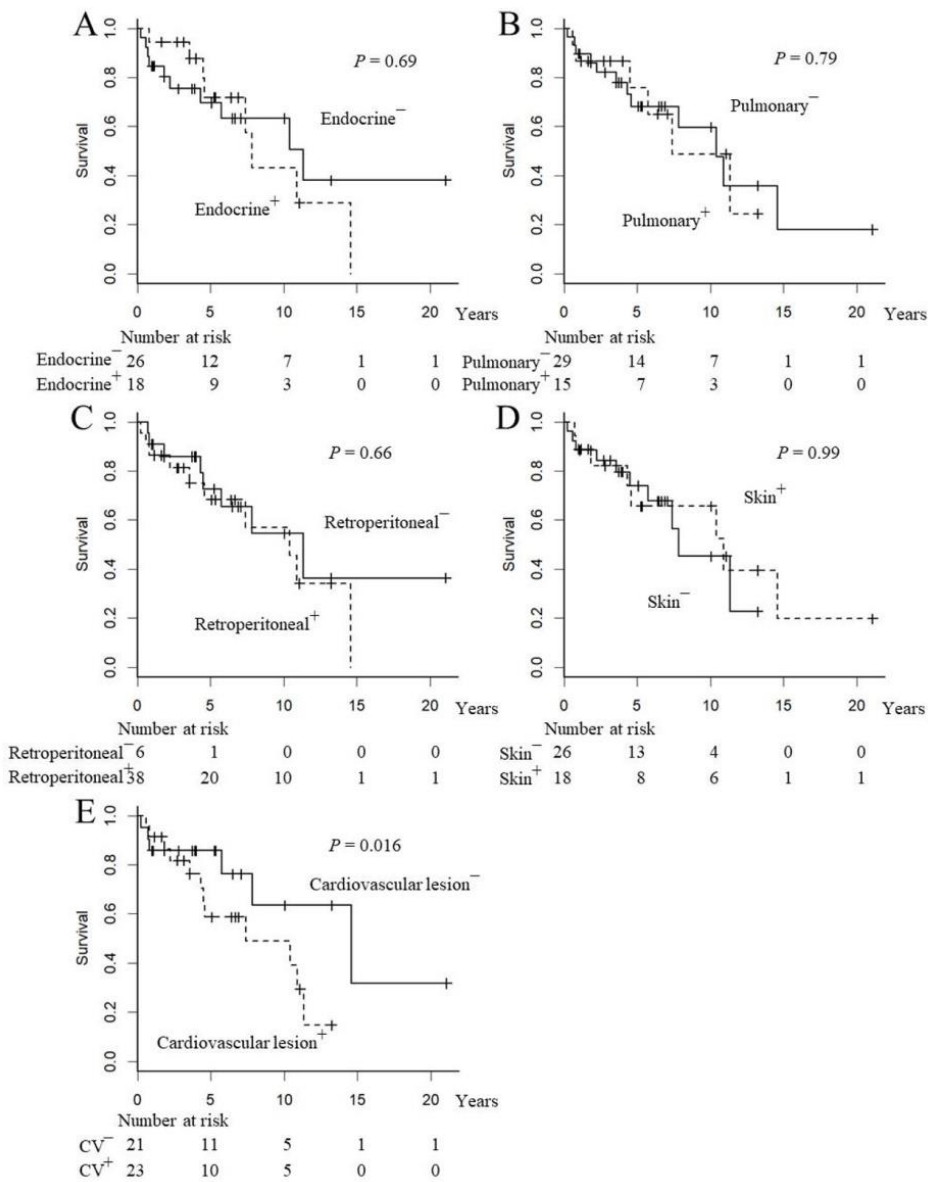 A
P = 0.69
Endocrine−
Endocrine+
Survival
0.0 0.2 0.4 0.6 0.8 1.0
0 5 10 15 20 Years
Number at risk
Endocrine− 26 12 7 1 1
Endocrine+ 18 9 3 0 0
B
P = 0.79
Pulmonary−
Pulmonary+
Survival
0.0 0.2 0.4 0.6 0.8 1.0
0 5 10 15 20 Years
Number at risk
Pulmonary− 29 14 7 1 1
Pulmonary+ 15 7 3 0 0
C
P = 0.66
Retroperitoneal−
Retroperitoneal+
Survival
0.0 0.2 0.4 0.6 0.8 1.0
0 5 10 15 20 Years
Number at risk
Retroperitoneal− 6 1 0 0 0
Retroperitoneal+ 38 20 10 1 1
D
P = 0.99
Skin+
Skin−
Survival
0.0 0.2 0.4 0.6 0.8 1.0
0 5 10 15 20 Years
Number at risk
Skin− 26 13 4 0 0
Skin+ 18 8 6 1 1
E
P = 0.016
Cardiovascular lesion−
Cardiovascular lesion+
Survival
0.0 0.2 0.4 0.6 0.8 1.0
0 5 10 15 20 Years
Number at risk
CV− 21 11 5 1 1
CV+ 23 10 5 0 0